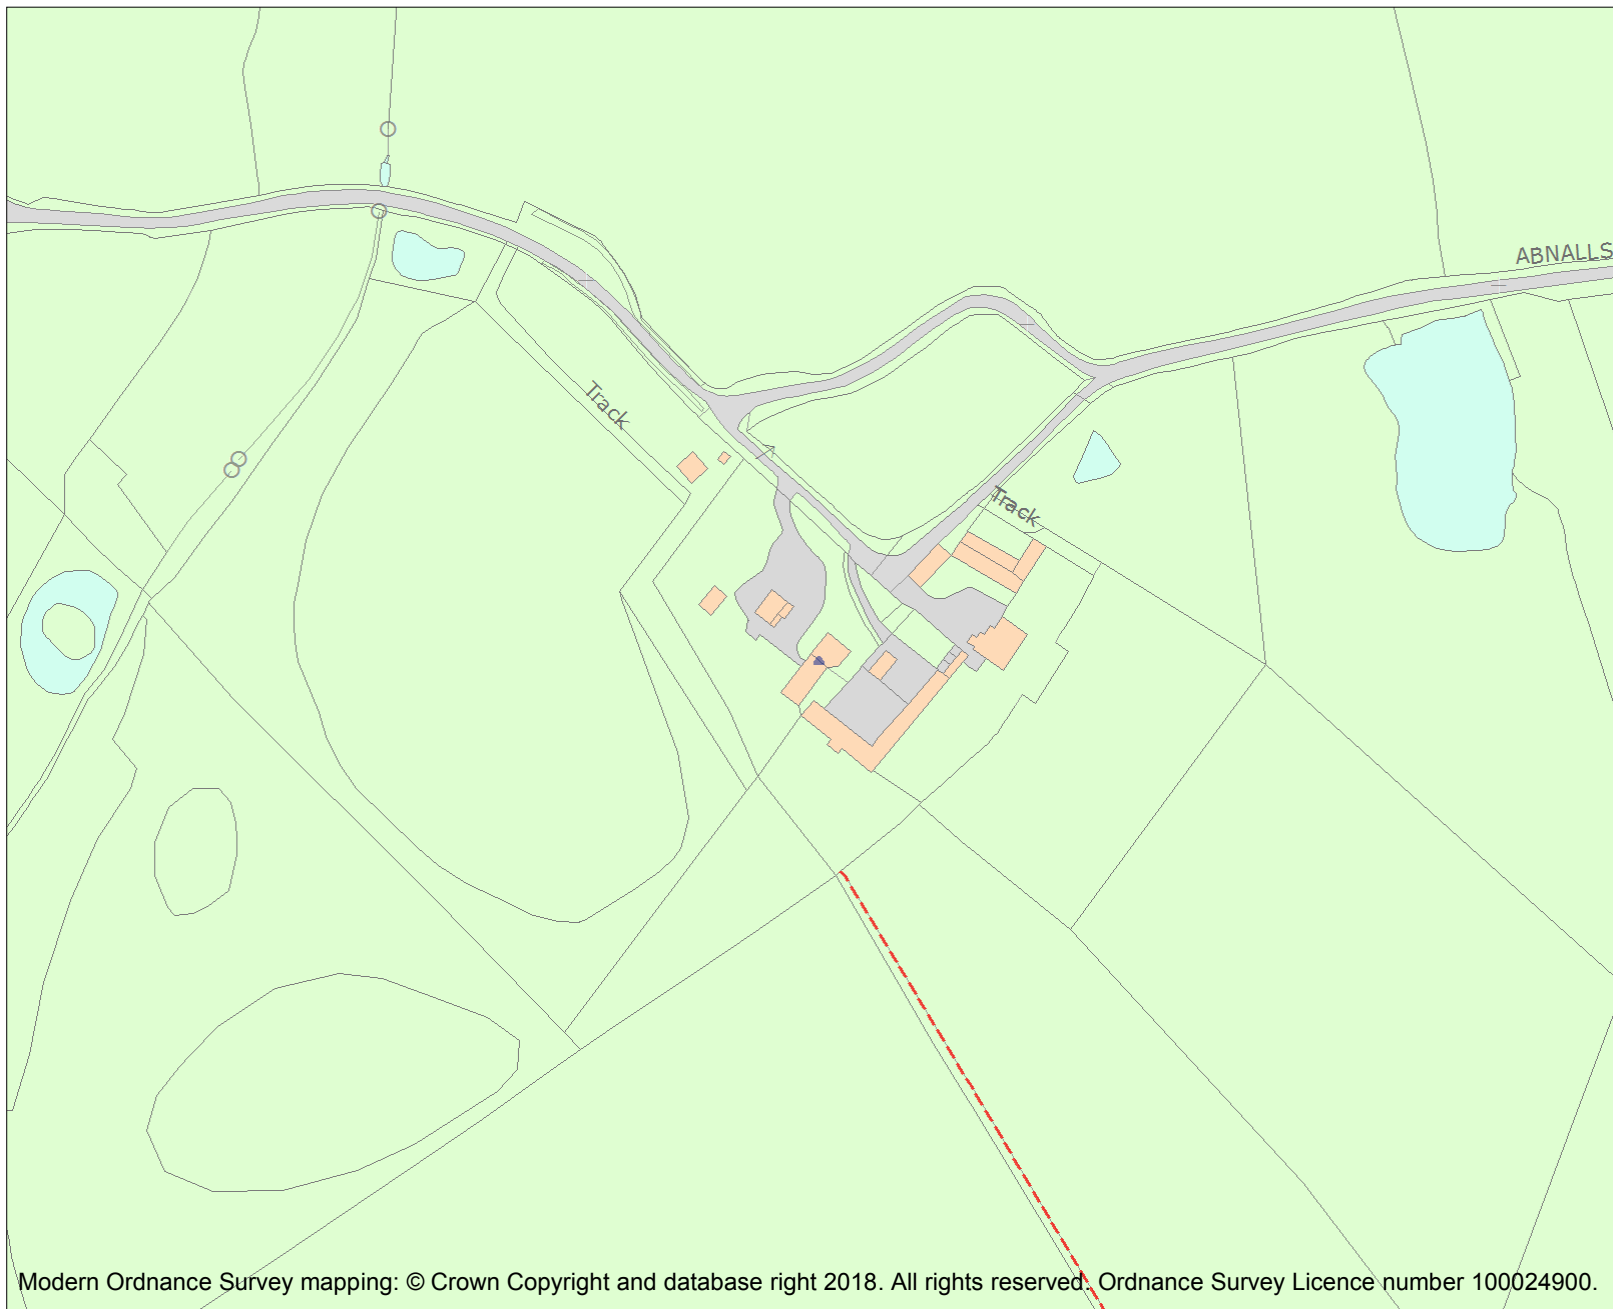 ABNALLS
Track
Track
Modern Ordnance Survey mapping: © Crown Copyright and database right 2018. All rights reserved. Ordnance Survey Licence number 100024900.